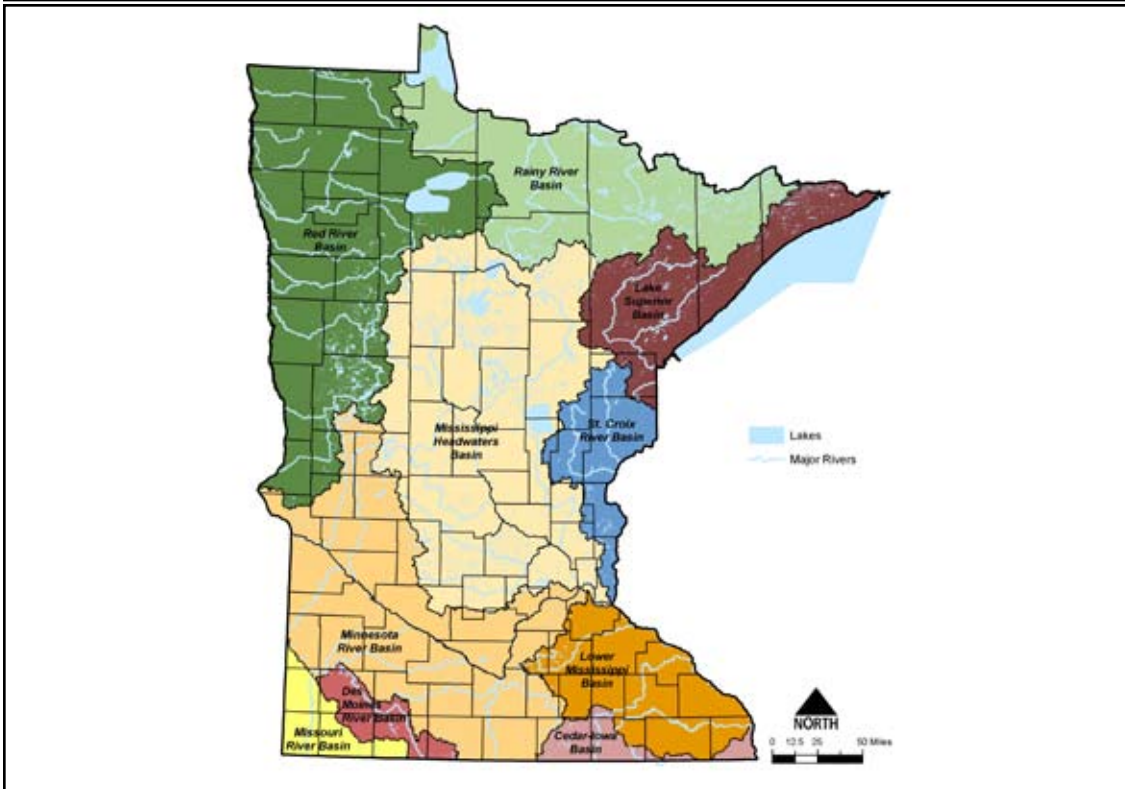 Rainy River
Basin
Red River
Basin
Lake
Superior
Basin
Mississippi
Headwaters
Basin
St. Croix
River Basin
Lakes
Major Rivers
Minnesota
River Basin
Lower
Mississippi
Basin
Des
Moines
River Basin
Missouri
River Basin
Cedar-Iowa
Basin
NORTH
0 12.5 25 50 Miles